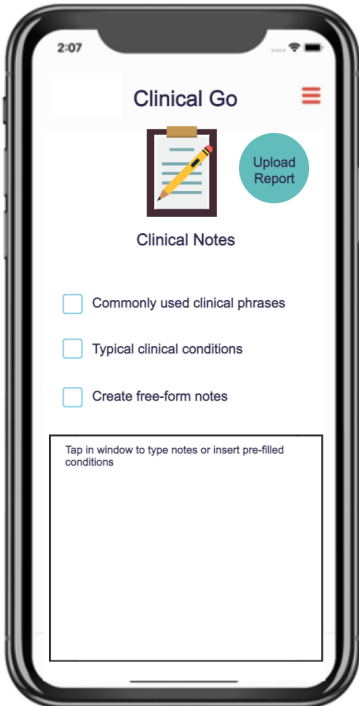 2:07
Clinical Go
Upload
Report
Clinical Notes
Commonly used clinical phrases
Typical clinical conditions
Create free-form notes
Tap in window to type notes or insert pre-filled
conditions